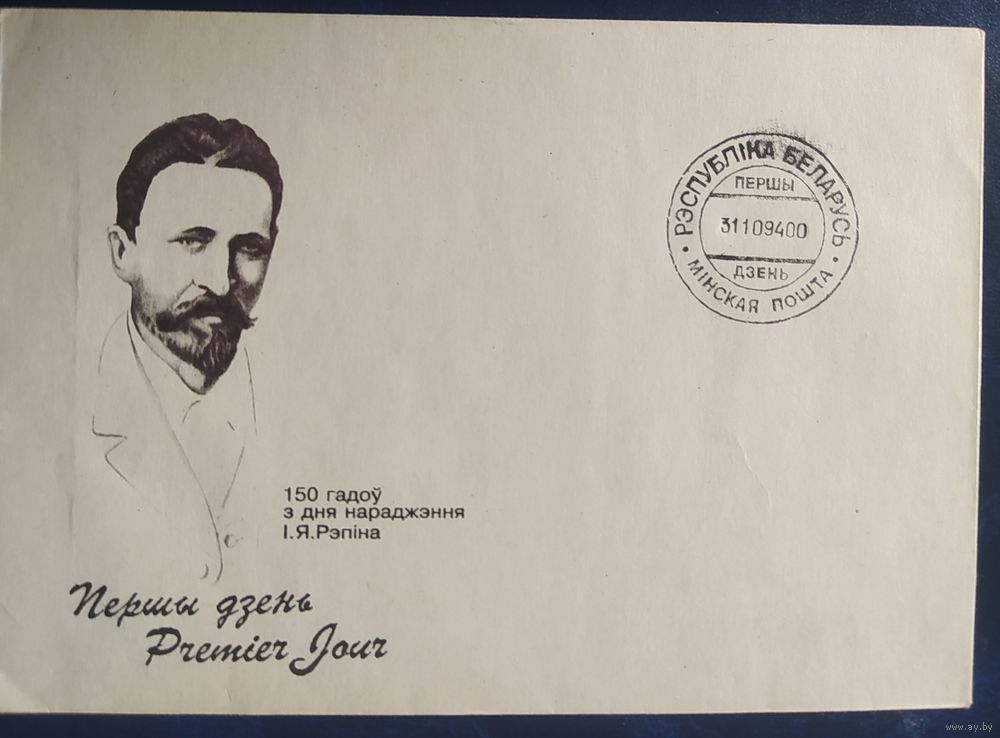 РЭСПУБЛІКА БЕЛАРУСЬ
ПЕРШЫ
31109400
ДЗЕНЬ
МІНСКАЯ ПОШТА
150 гадоў
з дня нараджэння
І.Я.Рэпіна
Першы дзень
Premier Jour
www.ay.by